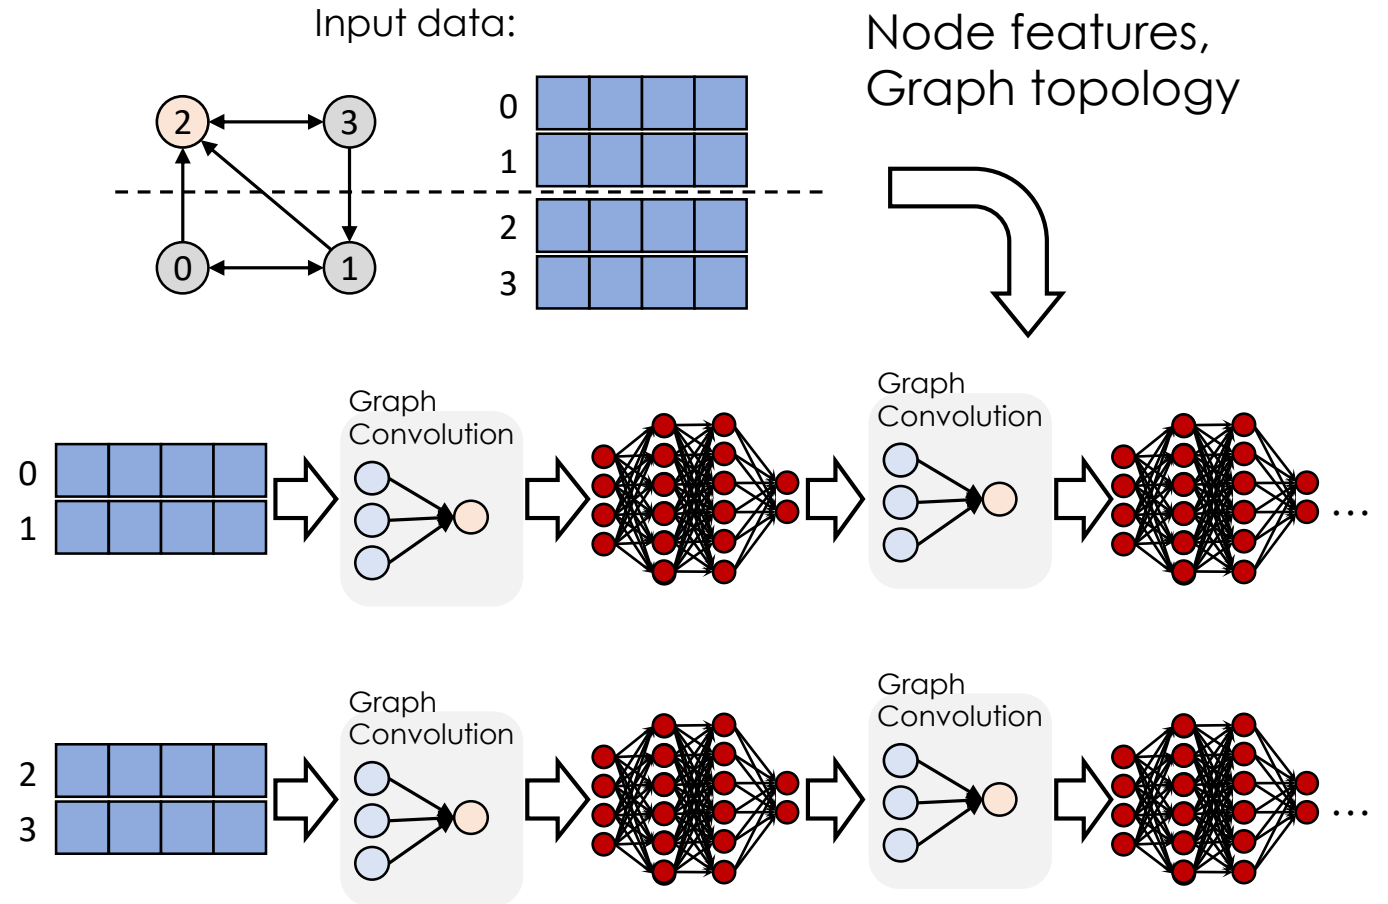 Input data:
Node features,
Graph topology
2
3
0
1
0
1
2
3
0
1
Graph
Convolution
Graph
Convolution
...
2
3
Graph
Convolution
Graph
Convolution
...